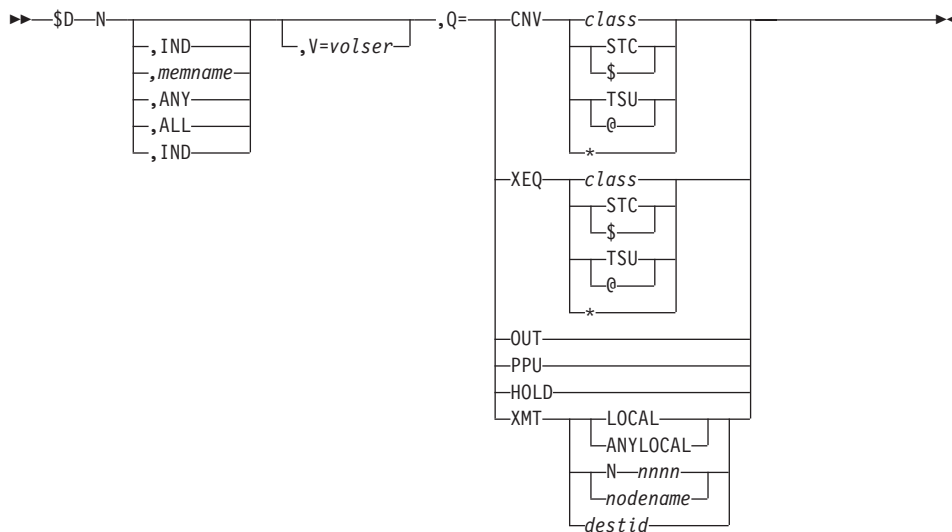 $D N ,IND ,V=volser ,Q= CNV class
,memname STC
,ANY $
,ALL TSU
,IND @
*
XEQ class
STC
$
TSU
@
*
OUT
PPU
HOLD
XMT LOCAL
ANYLOCAL
N nnnn
nodename
destid